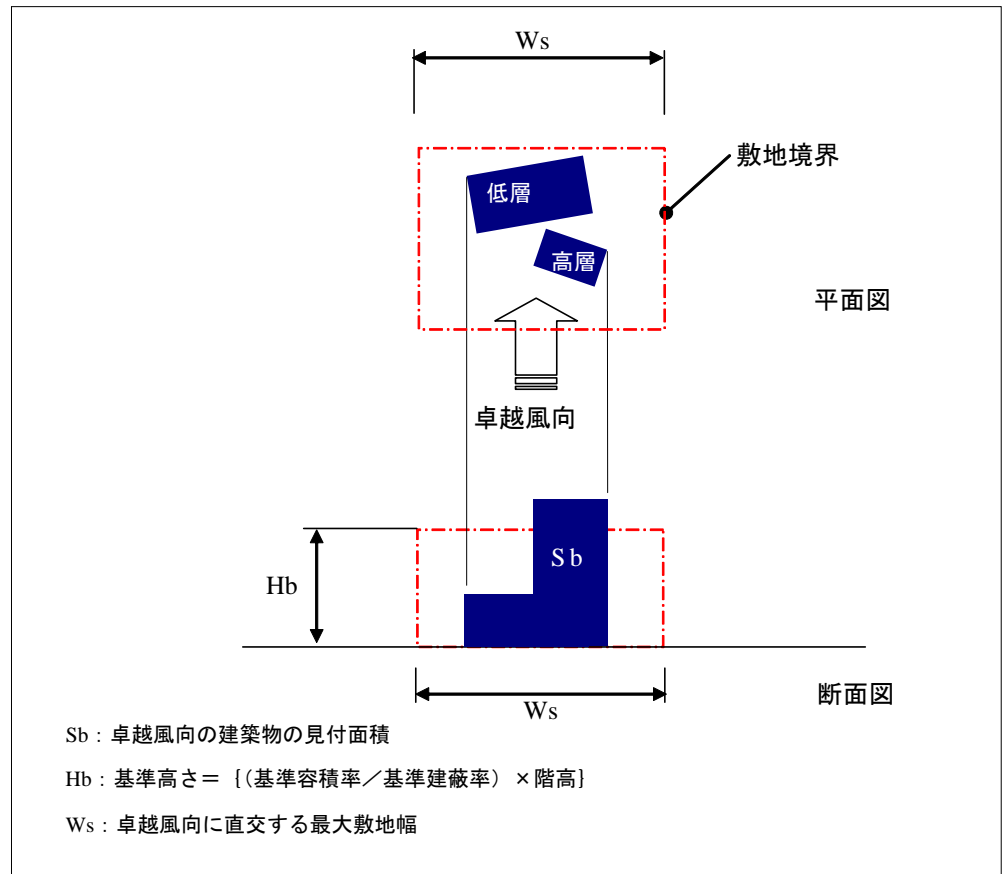 Ws
敷地境界
低層
高層
平面図
卓越風向
Sb
Hb
断面図
Ws
Sb：卓越風向の建築物の見付面積
Hb：基準高さ＝｛（基準容積率／基準建蔽率）×階高｝
Ws：卓越風向に直交する最大敷地幅